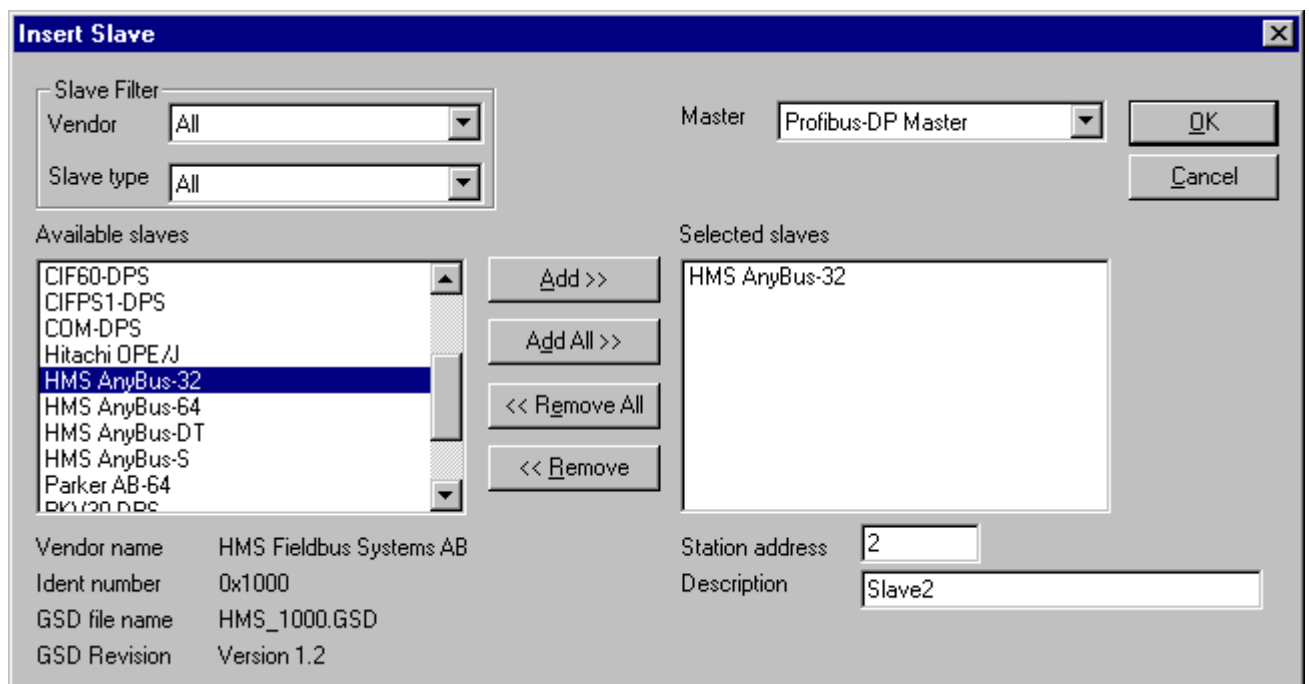 Insert Slave
Slave Filter
Vendor All
Slave type All
Master Profibus-DP Master
OK
Cancel
Available slaves
CIF60-DPS
CIFPS1-DPS
COM-DPS
Hitachi OPE/J
HMS AnyBus-32
HMS AnyBus-64
HMS AnyBus-DT
HMS AnyBus-S
Parker AB-64
Add >>
Add All >>
<< Remove All
<< Remove
Selected slaves
HMS AnyBus-32
Vendor name HMS Fieldbus Systems AB
Ident number 0x1000
GSD file name HMS_1000.GSD
GSD Revision Version 1.2
Station address 2
Description Slave2